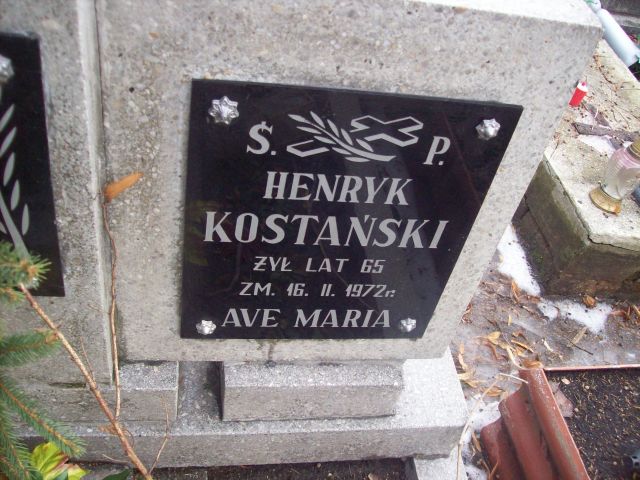 Ś. P.
HENRYK
KOSTAŃSKI
ŻYŁ LAT 65
ZM. 16. II. 1972r.
AVE MARIA